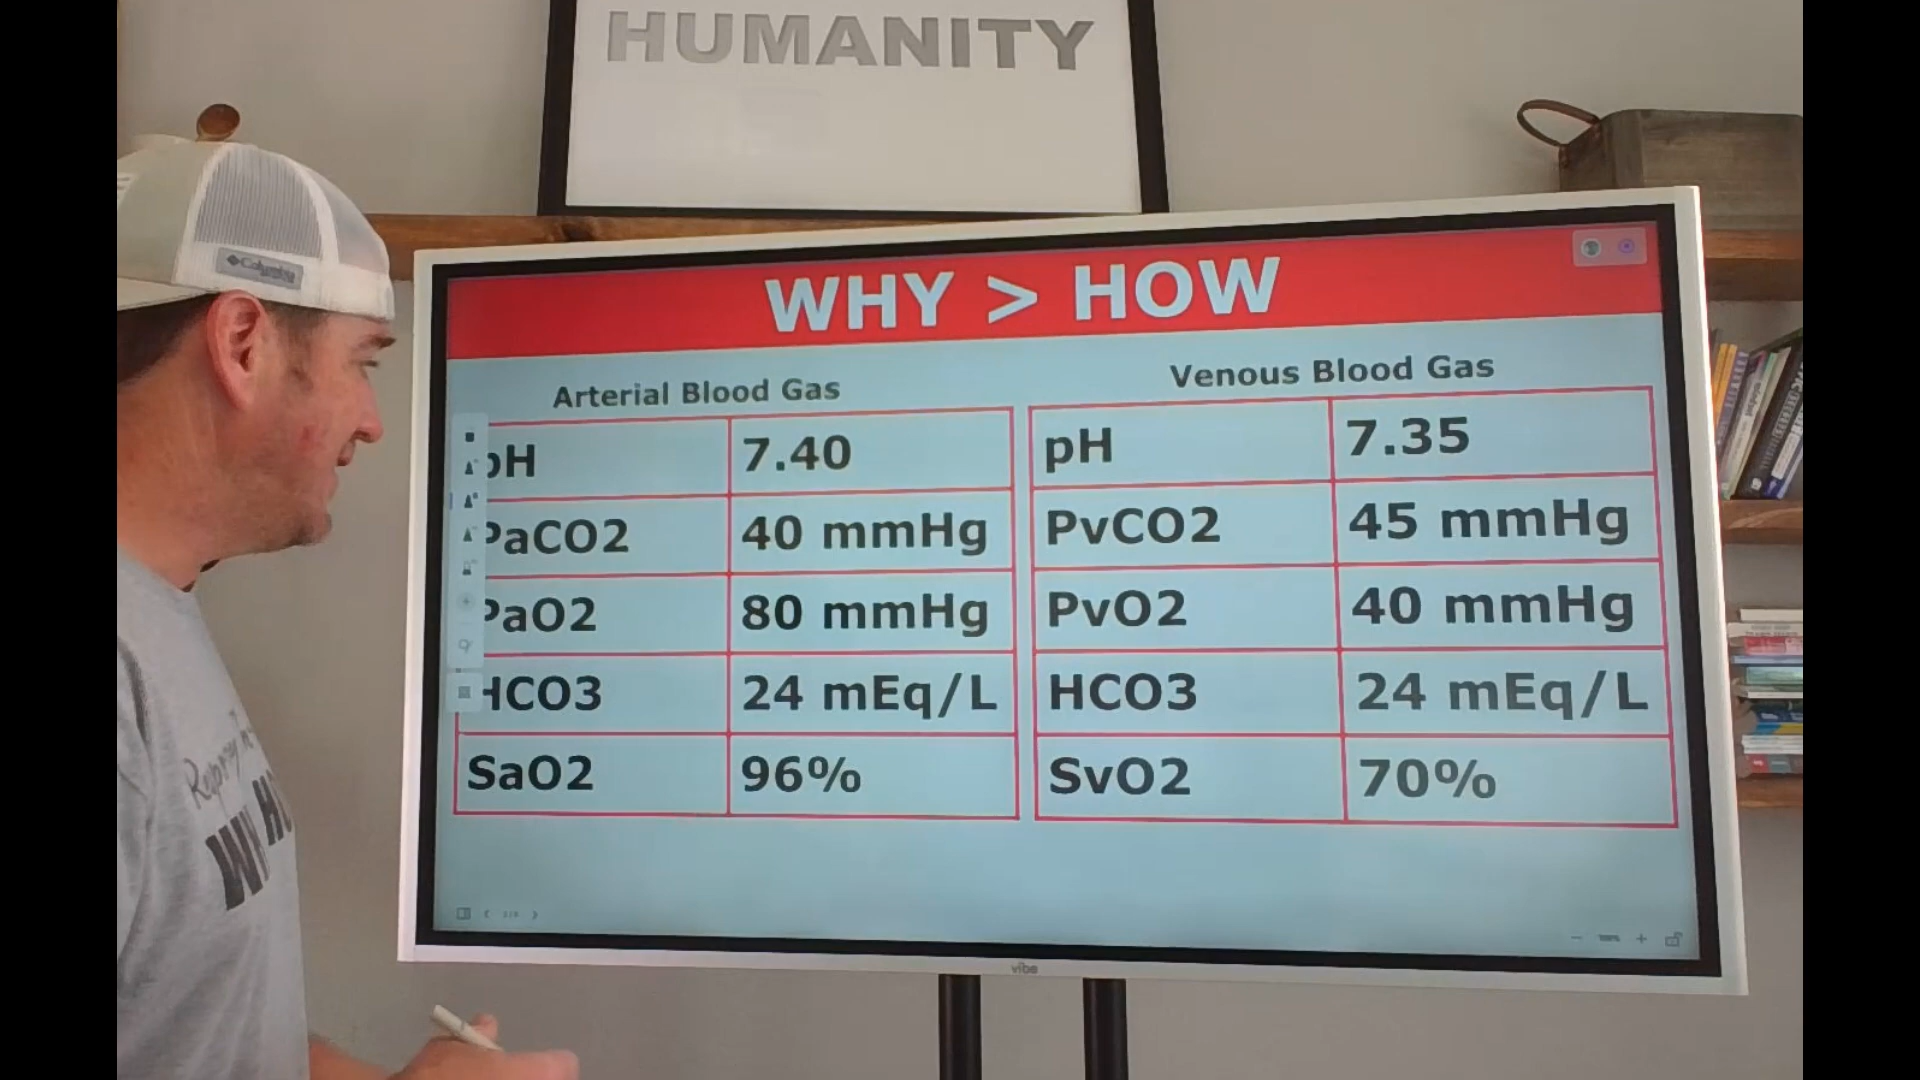 HUMANITY
Columbia
WHY > HOW
Arterial Blood Gas
pH 7.40
PaCO2 40 mmHg
PaO2 80 mmHg
HCO3 24 mEq/L
SaO2 96%
Venous Blood Gas
pH 7.35
PvCO2 45 mmHg
PvO2 40 mmHg
HCO3 24 mEq/L
SvO2 70%
vibe